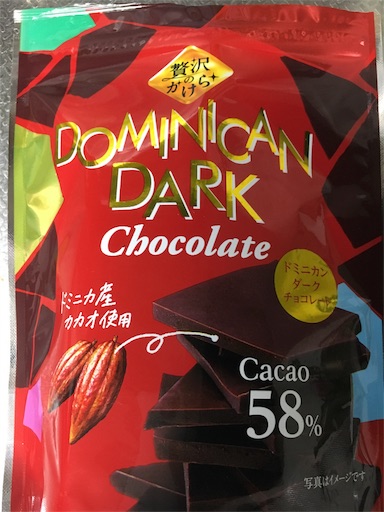 贅沢
の
かけら
DOMINICAN
DARK
Chocolate
ドミニカン
ダーク
チョコレート
ドミニカ産
カカオ使用
Cacao
58%
写真はイメージです